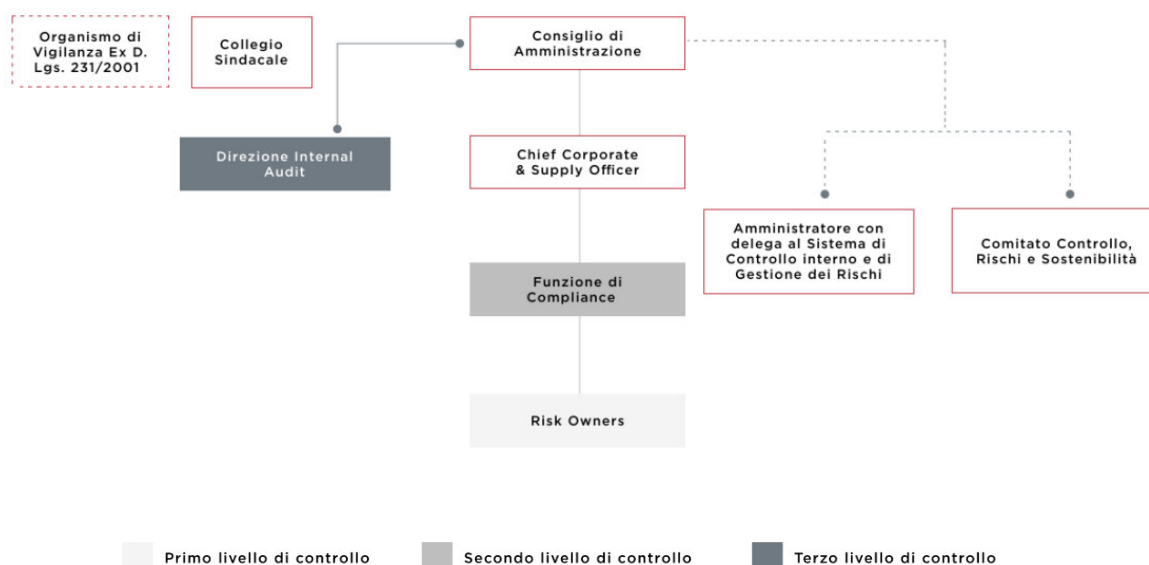 Organismo di
Vigilanza Ex D.
Lgs. 231/2001
Collegio
Sindacale
Consiglio di
Amministrazione
Direzione Internal
Audit
Chief Corporate
& Supply Officer
Amministratore con
delega al Sistema di
Controllo interno e di
Gestione dei Rischi
Comitato Controllo,
Rischi e Sostenibilità
Funzione di
Compliance
Risk Owners
Primo livello di controllo
Secondo livello di controllo
Terzo livello di controllo